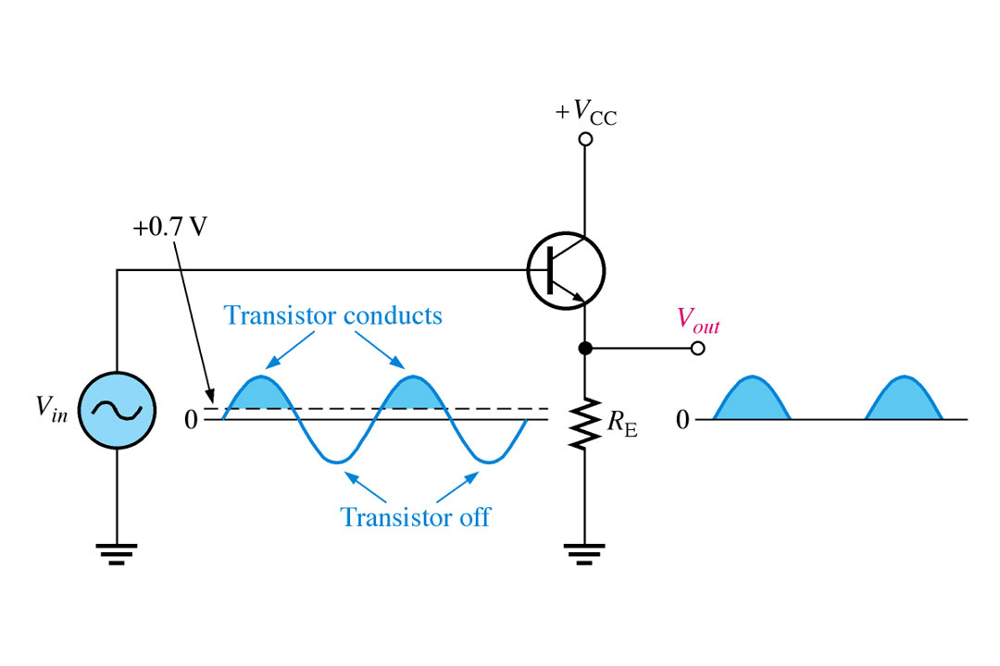 +V_CC
+0.7 V
Transistor conducts
V_out
V_in
0
R_E
0
Transistor off